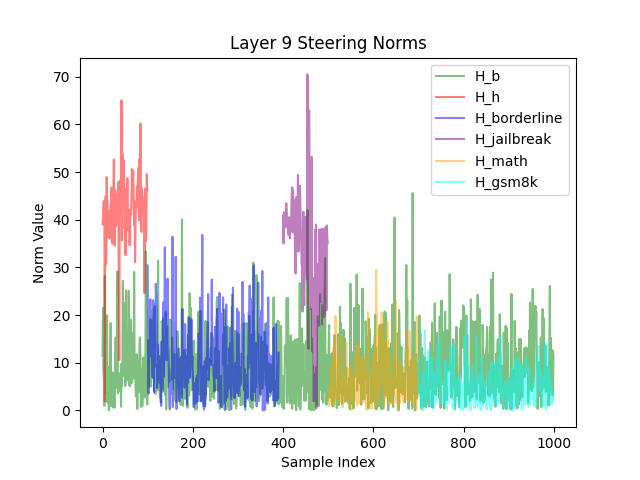 Layer 9 Steering Norms
Norm Value
70
60
50
40
30
20
10
0
0
200
400
600
800
1000
Sample Index
H_b
H_h
H_borderline
H_jailbreak
H_math
H_gsm8k